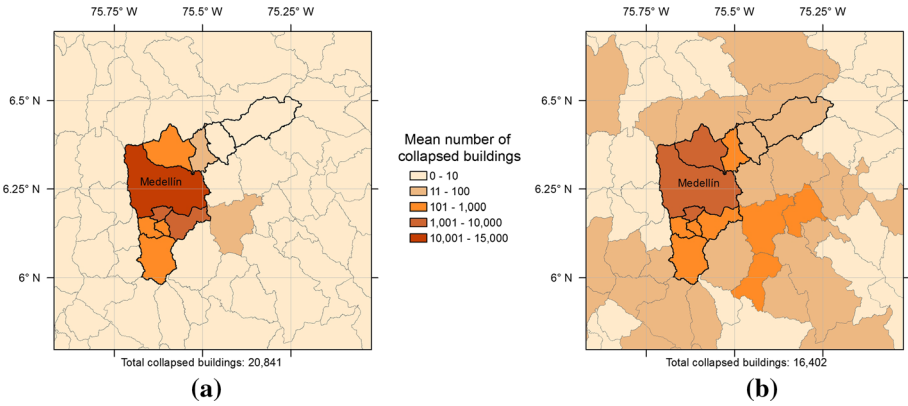 75.75° W 75.5° W 75.25° W
6.5° N
6.25° N
6° N
Medellín
Total collapsed buildings: 20,841
(a)
Mean number of
collapsed buildings
0 - 10
11 - 100
101 - 1,000
1,001 - 10,000
10,001 - 15,000
75.75° W 75.5° W 75.25° W
6.5° N
6.25° N
6° N
Medellín
Total collapsed buildings: 16,402
(b)